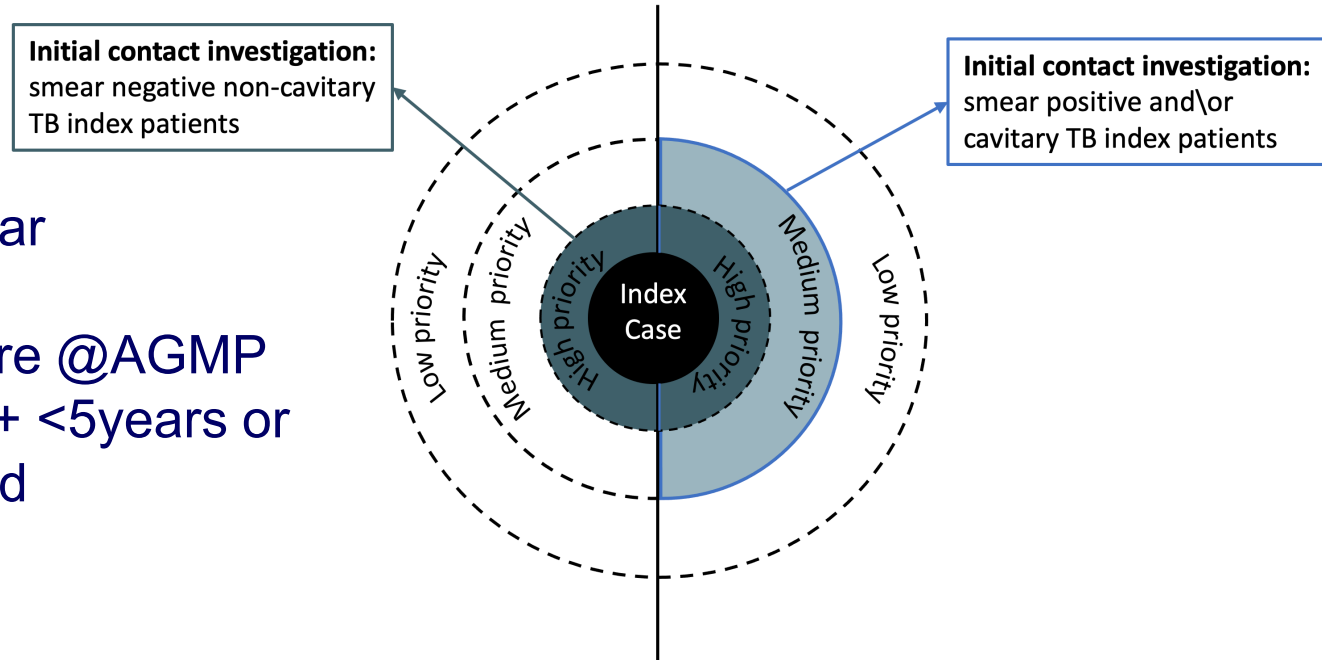 Initial contact investigation:
smear negative non-cavitary
TB index patients
Initial contact investigation:
smear positive and\or
cavitary TB index patients
ar
re @AGMP
+ <5years or
d
Low priority
Medium priority
High priority
Index
Case
High priority
Medium priority
Low priority